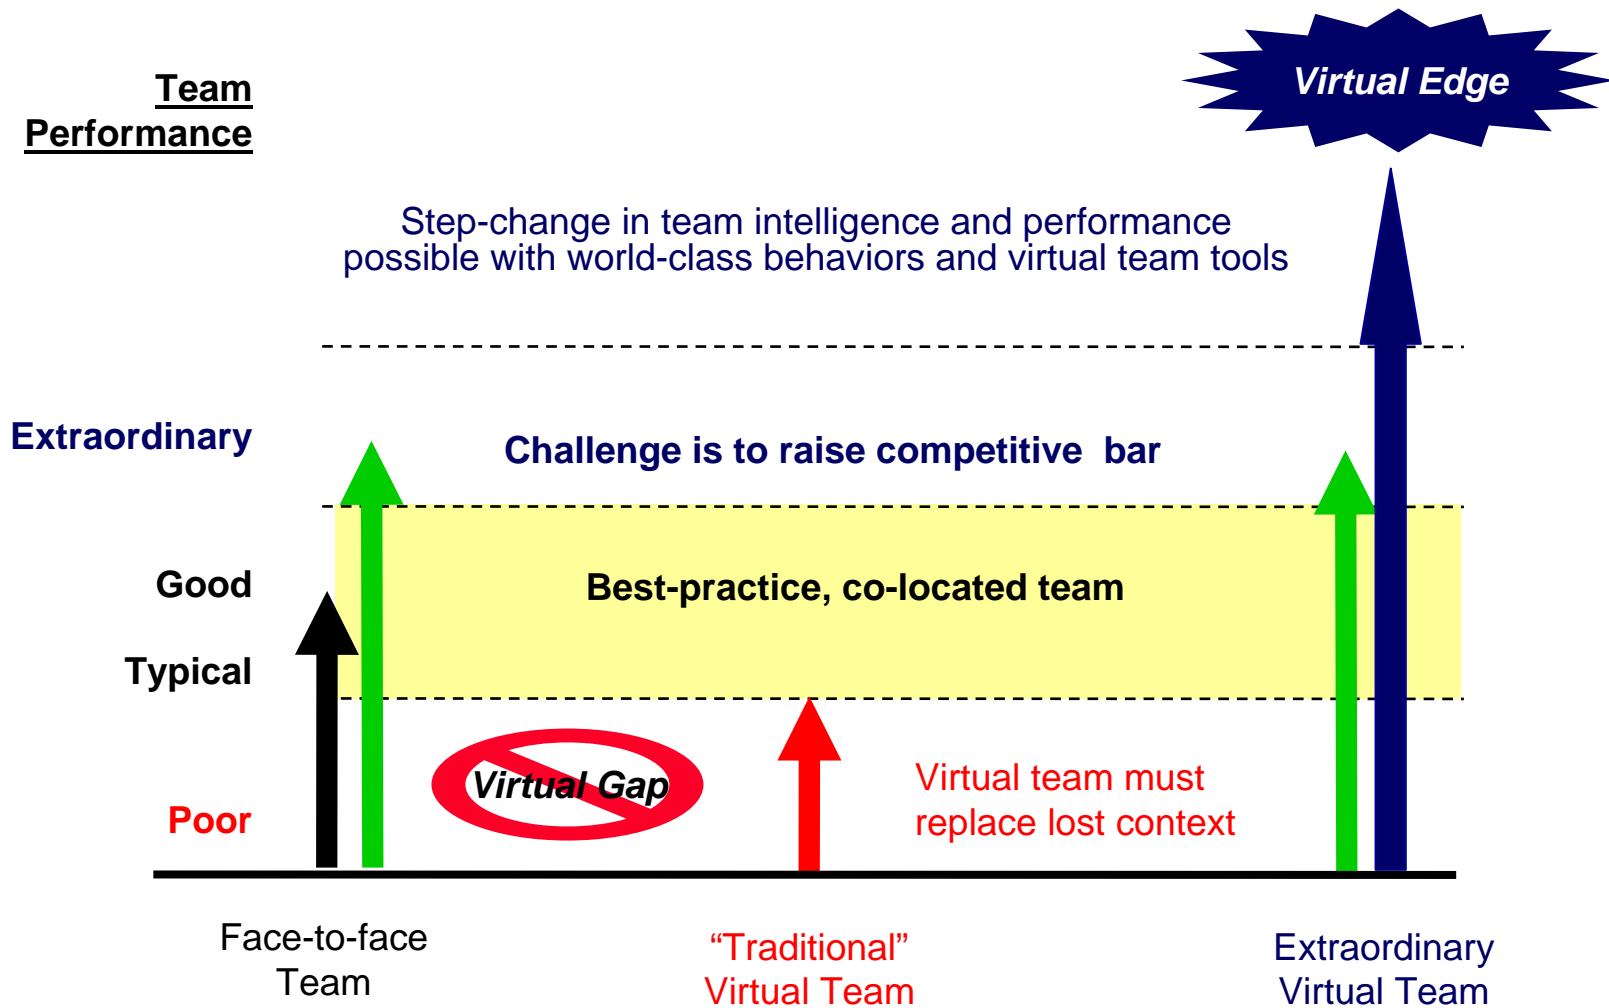 Team
Performance
Virtual Edge
Step-change in team intelligence and performance
possible with world-class behaviors and virtual team tools
Extraordinary
Challenge is to raise competitive  bar
Good
Best-practice, co-located team
Typical
Virtual Gap
Virtual team must
replace lost context
Poor
Face-to-face
Team
“Traditional”
Virtual Team
Extraordinary
Virtual Team